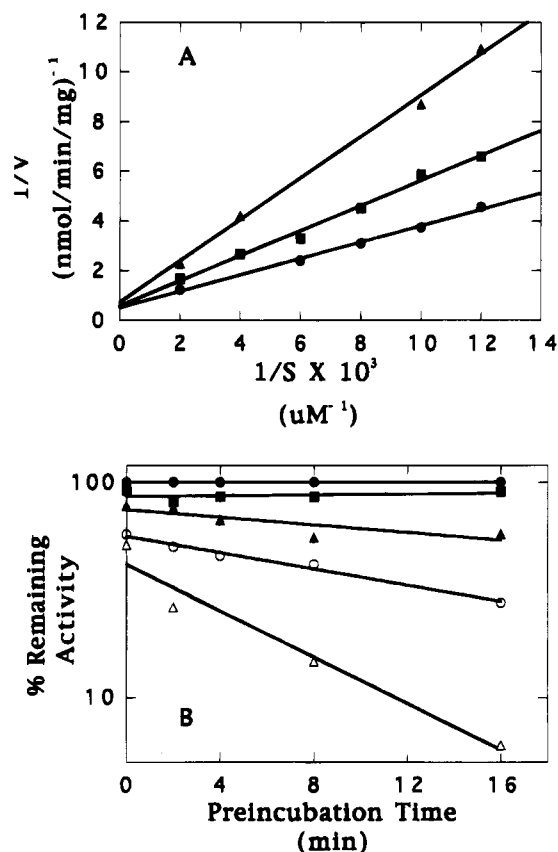 12
A
10
8
6
4
2
0
1/V
(nmol/min/mg)⁻¹
0 2 4 6 8 10 12 14
1/S X 10³
(uM⁻¹)
100
10
B
% Remaining
Activity
0 4 8 12 16
Preincubation Time
(min)